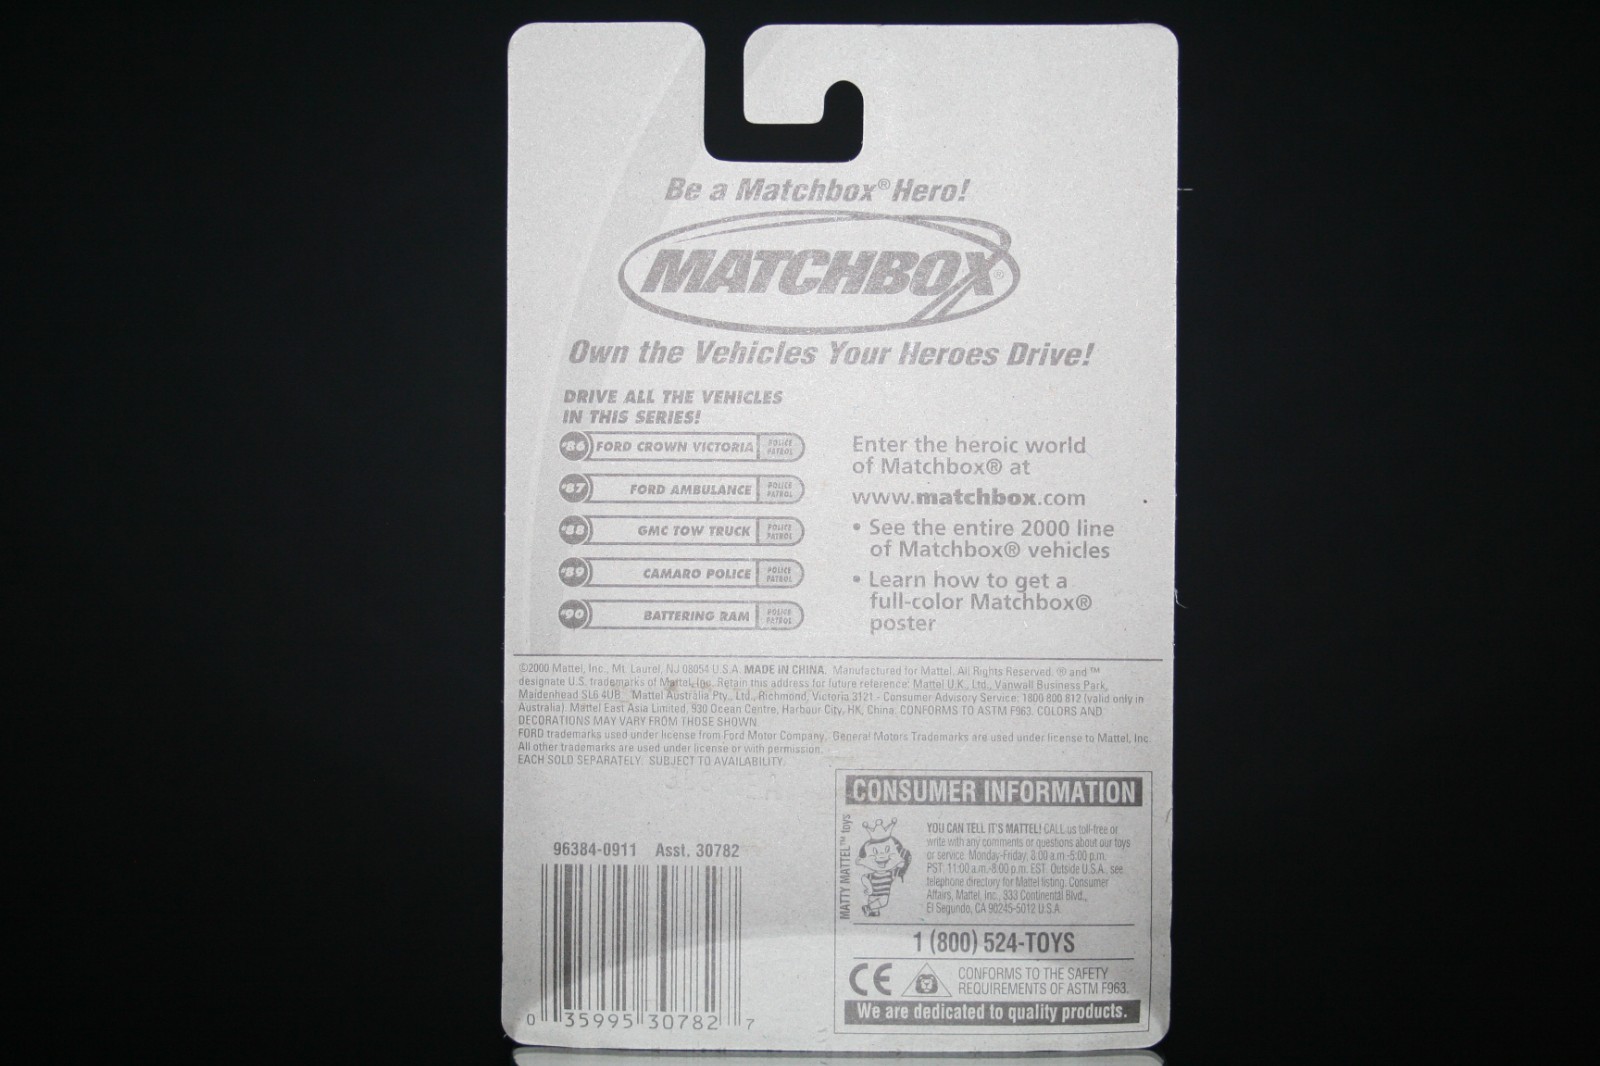 Be a Matchbox® Hero!
MATCHBOX®
Own the Vehicles Your Heroes Drive!
DRIVE ALL THE VEHICLES
IN THIS SERIES!
#86 FORD CROWN VICTORIA POLICE PATROL
#87 FORD AMBULANCE POLICE PATROL
#88 GMC TOW TRUCK POLICE PATROL
#89 CAMARO POLICE POLICE PATROL
#90 BATTERING RAM POLICE PATROL
Enter the heroic world
of Matchbox® at
www.matchbox.com
• See the entire 2000 line
of Matchbox® vehicles
• Learn how to get a
full-color Matchbox®
poster
©2000 Mattel, Inc., Mt. Laurel, NJ 08054 U.S.A. MADE IN CHINA. Manufactured for Mattel. All Rights Reserved. ® and ™
designate U.S. trademarks of Mattel, Inc. Retain this address for future reference: Mattel U.K., Ltd., Vanwall Business Park,
Maidenhead SL6 4UB. Mattel Australia Pty., Ltd., Richmond, Victoria 3121 - Consumer Advisory Service: 1800 800 812 (valid only in
Australia). Mattel East Asia Limited, 930 Ocean Centre, Harbour City, HK, China. CONFORMS TO ASTM F963. COLORS AND
DECORATIONS MAY VARY FROM THOSE SHOWN.
FORD trademarks used under license from Ford Motor Company. General Motors Trademarks are used under license to Mattel, Inc.
All other trademarks are used under license or with permission.
EACH SOLD SEPARATELY. SUBJECT TO AVAILABILITY.
96384-0911 Asst. 30782
0 35995 30782 7
CONSUMER INFORMATION
MATTY MATTEL™ toys
YOU CAN TELL IT'S MATTEL! CALL us toll-free or
write with any comments or questions about our toys
or service. Monday-Friday, 8:00 a.m.-5:00 p.m.
PST. 11:00 a.m.-8:00 p.m. EST. Outside U.S.A. see
telephone directory for Mattel listing. Consumer
Affairs, Mattel, Inc., 333 Continental Blvd.,
El Segundo, CA 90245-5012 U.S.A.
1 (800) 524-TOYS
CE
CONFORMS TO THE SAFETY
REQUIREMENTS OF ASTM F963.
We are dedicated to quality products.